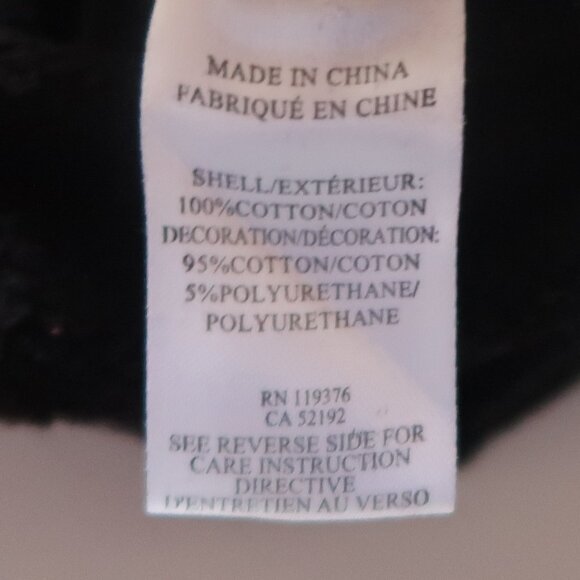 MADE IN CHINA
FABRIQUÉ EN CHINE
SHELL/EXTÉRIEUR:
100%COTTON/COTON
DECORATION/DÉCORATION:
95%COTTON/COTON
5%POLYURETHANE/
POLYURETHANE
RN 119376
CA 52192
SEE REVERSE SIDE FOR
CARE INSTRUCTION
DIRECTIVE
D'ENTRETIEN AU VERSO